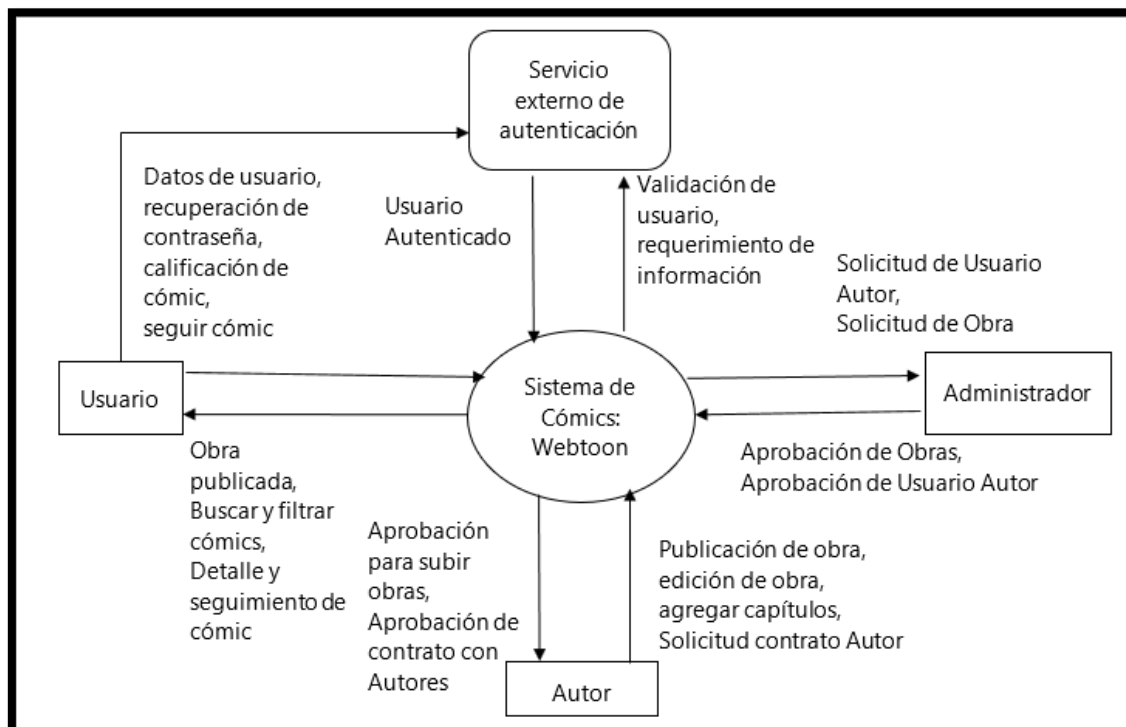 Servicio
externo de
autenticación
Datos de usuario,
recuperación de
contraseña,
calificación de
cómic,
seguir cómic
Usuario
Autenticado
Validación de
usuario,
requerimiento de
información
Solicitud de Usuario
Autor,
Solicitud de Obra
Usuario
Sistema de
Cómics:
Webtoon
Administrador
Obra
publicada,
Buscar y filtrar
cómics,
Detalle y
seguimiento de
cómic
Aprobación
para subir
obras,
Aprobación de
contrato con
Autores
Aprobación de Obras,
Aprobación de Usuario Autor
Publicación de obra,
edición de obra,
agregar capítulos,
Solicitud contrato Autor
Autor